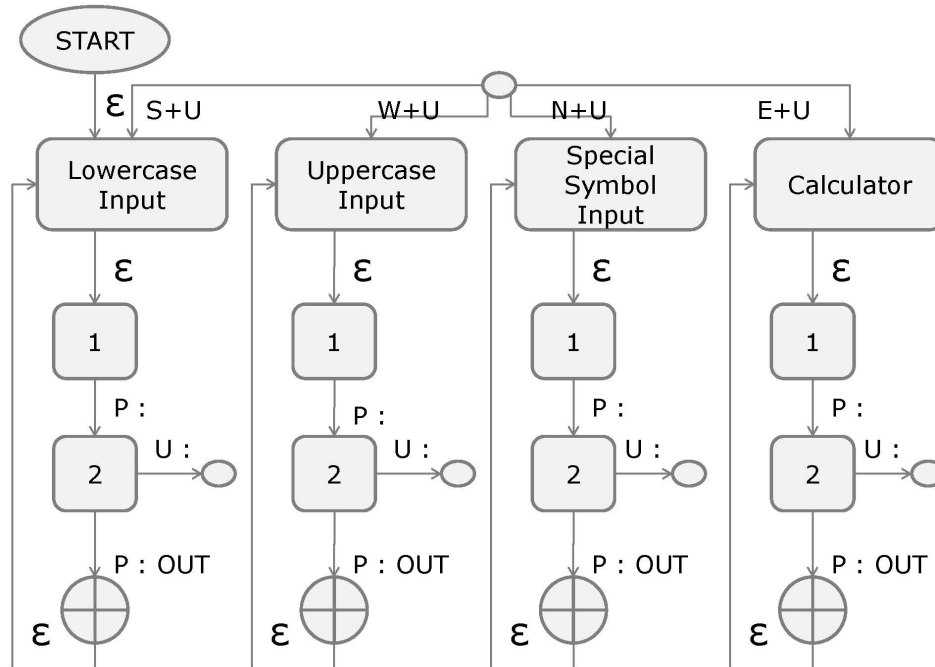 START
ε
S+U
W+U
N+U
E+U
Lowercase
Input
Uppercase
Input
Special
Symbol
Input
Calculator
ε
ε
ε
ε
1
1
1
1
P :
P :
P :
P :
2
U :
2
U :
2
U :
2
U :
P : OUT
P : OUT
P : OUT
P : OUT
ε
ε
ε
ε